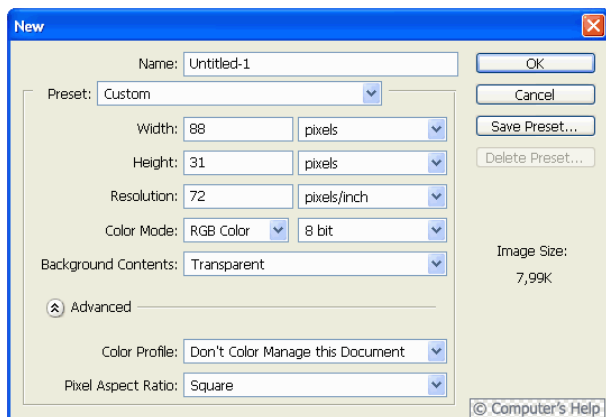 New
Name: Untitled-1
OK
Preset: Custom
Cancel
Width: 88 pixels
Save Preset...
Height: 31 pixels
Delete Preset...
Resolution: 72 pixels/inch
Color Mode: RGB Color 8 bit
Image Size:
Background Contents: Transparent
7,99K
Advanced
Color Profile: Don't Color Manage this Document
Pixel Aspect Ratio: Square
© Computer's Help